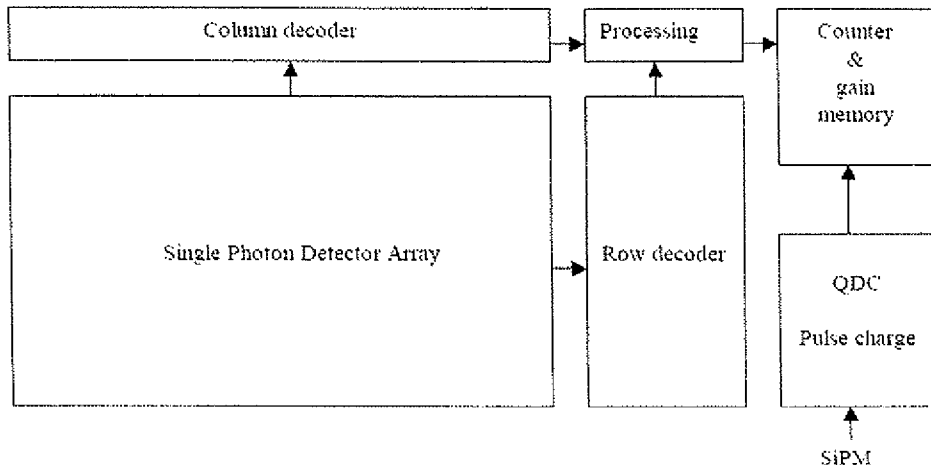 Column decoder
Processing
Counter
&
gain
memory
Single Photon Detector Array
Row decoder
QDC
Pulse charge
SiPM